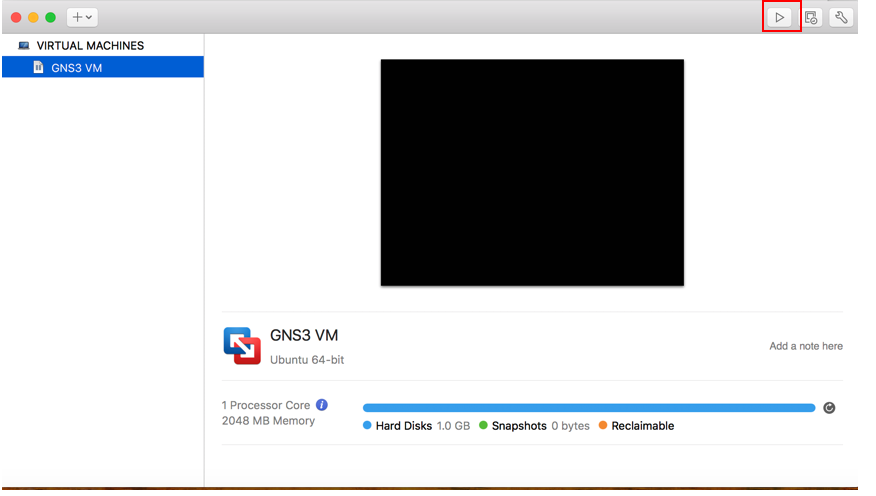 VIRTUAL MACHINES
GNS3 VM
GNS3 VM
Ubuntu 64-bit
Add a note here
1 Processor Core
2048 MB Memory
Hard Disks 1.0 GB Snapshots 0 bytes Reclaimable